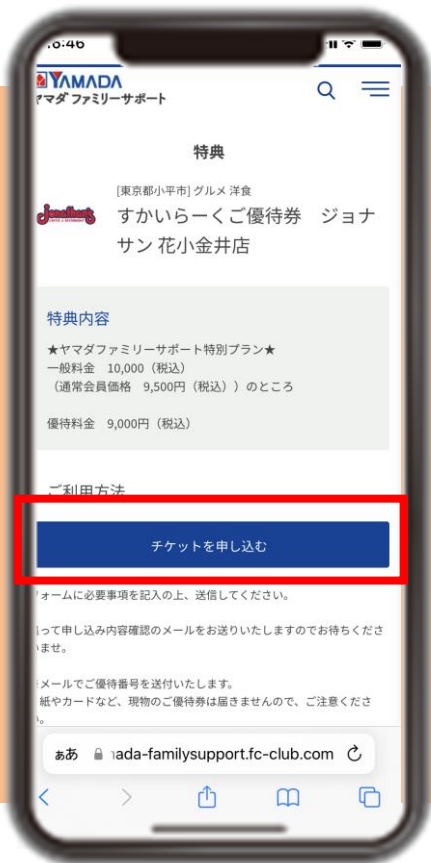 YAMADA
ヤマダ ファミリーサポート
特典
[東京都小平市] グルメ 洋食
Jonathan's
すかいらーくご優待券 ジョナ
サン 花小金井店
特典内容
★ヤマダファミリーサポート特別プラン★
一般料金 10,000（税込）
（通常会員価格 9,500円（税込））のところ
優待料金 9,000円（税込）
ご利用方法
チケットを申し込む
ォームに必要事項を記入の上、送信してください。
って申し込み内容確認のメールをお送りいたしますのでお待ちくださ
ませ。
メールでご優待番号を送付いたします。
紙やカードなど、現物のご優待券は届きませんので、ご注意くださ
ああ ada-familysupport.fc-club.com